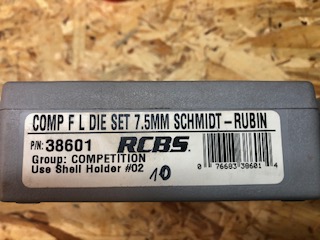 COMP F L DIE SET 7.5MM SCHMIDT-RUBIN
P/N: 38601 RCBS®
Group: COMPETITION
Use Shell Holder #02
10
0 76683 38601 4